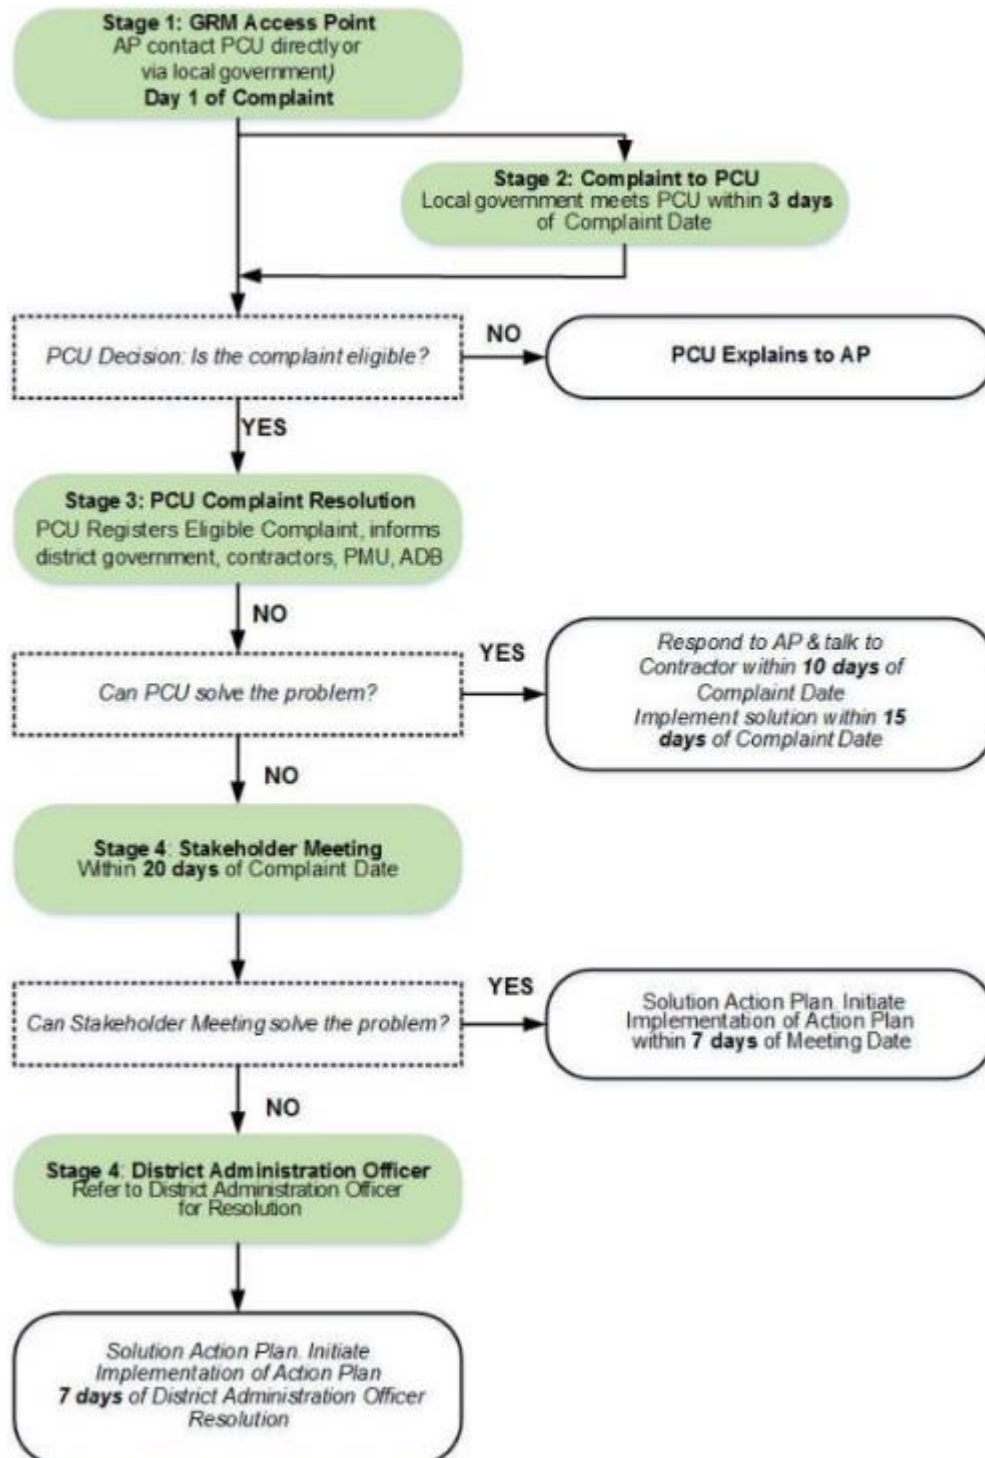 Stage 1: GRM Access Point
AP contact PCU directly or
via local government)
Day 1 of Complaint
Stage 2: Complaint to PCU
Local government meets PCU within 3 days
of Complaint Date
PCU Decision: Is the complaint eligible?
NO
PCU Explains to AP
YES
Stage 3: PCU Complaint Resolution
PCU Registers Eligible Complaint, informs
district government, contractors, PMU, ADB
NO
Can PCU solve the problem?
YES
Respond to AP & talk to
Contractor within 10 days of
Complaint Date
Implement solution within 15
days of Complaint Date
NO
Stage 4: Stakeholder Meeting
Within 20 days of Complaint Date
Can Stakeholder Meeting solve the problem?
YES
Solution Action Plan. Initiate
Implementation of Action Plan
within 7 days of Meeting Date
NO
Stage 4: District Administration Officer
Refer to District Administration Officer
for Resolution
Solution Action Plan. Initiate
Implementation of Action Plan
7 days of District Administration Officer
Resolution